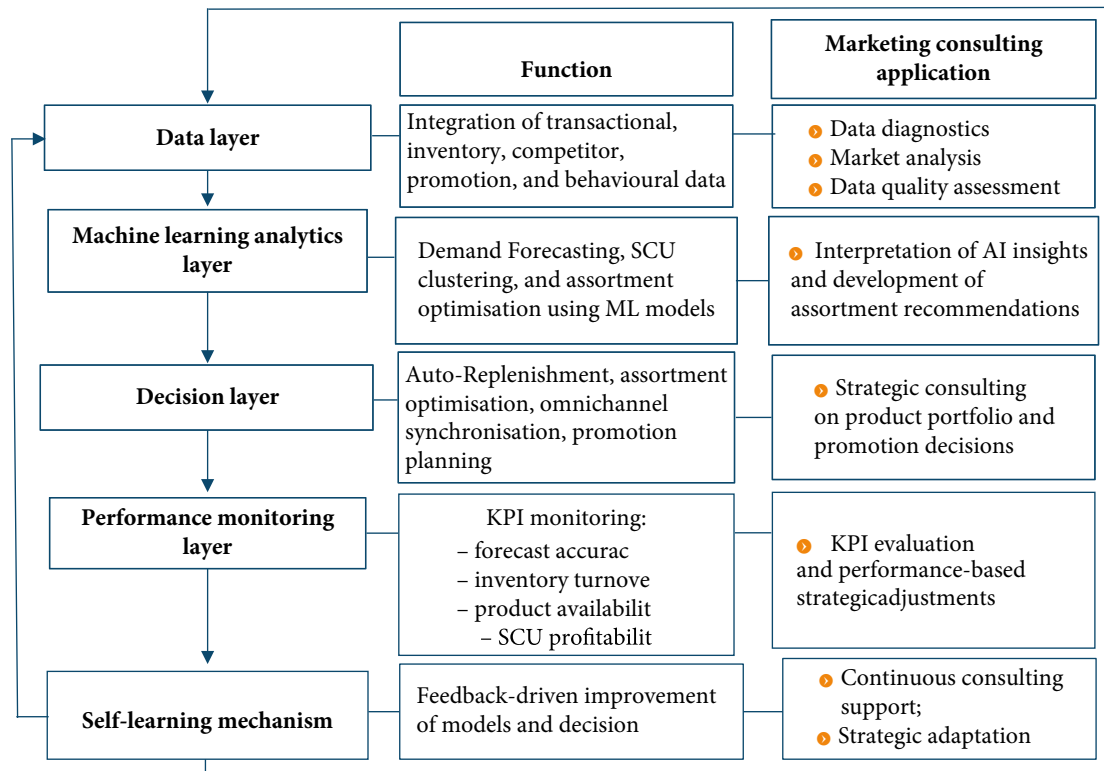 Function
Marketing consulting
application
Data layer
Integration of transactional,
inventory, competitor,
promotion, and behavioural data
Data diagnostics
Market analysis
Data quality assessment
Machine learning analytics
layer
Demand Forecasting, SCU
clustering, and assortment
optimisation using ML models
Interpretation of AI insights
and development of
assortment recommendations
Decision layer
Auto-Replenishment, assortment
optimisation, omnichannel
synchronisation, promotion
planning
Strategic consulting
on product portfolio and
promotion decisions
Performance monitoring
layer
KPI monitoring:
– forecast accurac
– inventory turnove
– product availabilit
– SCU profitabilit
KPI evaluation
and performance-based
strategicadjustments
Self-learning mechanism
Feedback-driven improvement
of models and decision
Continuous consulting
support;
Strategic adaptation